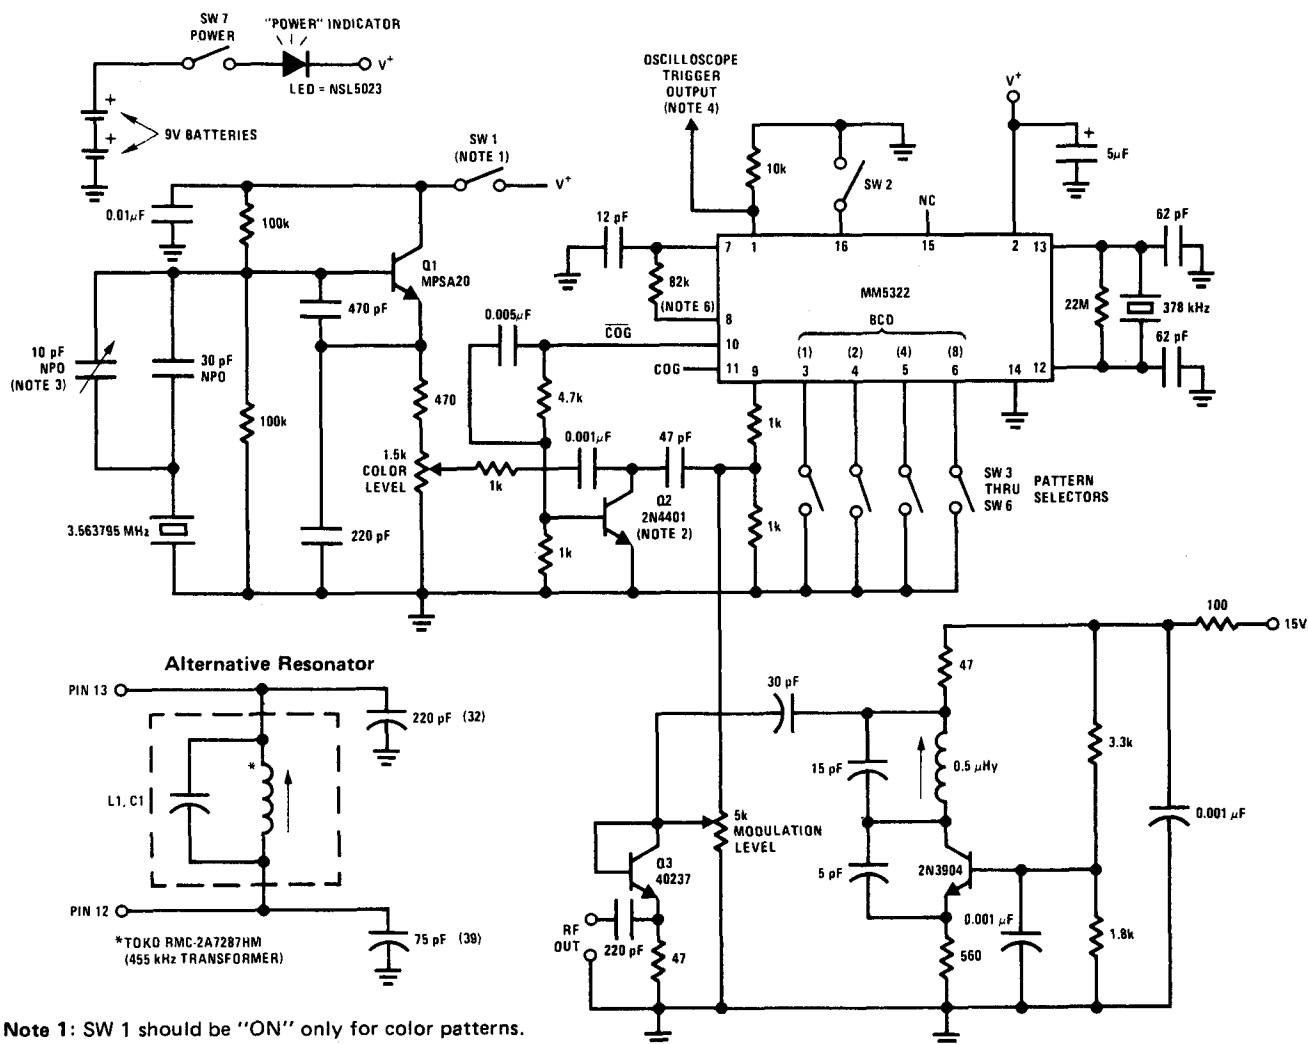 SW 7
POWER
"POWER" INDICATOR
V+
LED = NSL5023
+
+
9V BATTERIES
SW 1
(NOTE 1)
V+
0.01µF
100k
Q1
MPSA20
470 pF
10 pF
NPO
(NOTE 3)
30 pF
NPO
100k
470
1.5k
COLOR
LEVEL
3.563795 MHz
220 pF
OSCILLOSCOPE
TRIGGER
OUTPUT
(NOTE 4)
10k
SW 2
NC
V+
+
5µF
12 pF
7
1
16
15
2
13
62 pF
82k
(NOTE 6)
MM5322
22M
378 kHz
8
BCD
0.005µF
COG
10
(1)
(2)
(4)
(8)
62 pF
COG
11
9
3
4
5
6
14
12
4.7k
1k
0.001µF
47 pF
1k
Q2
2N4401
(NOTE 2)
1k
1k
SW 3
THRU
SW 6
PATTERN
SELECTORS
100
15V
47
30 pF
3.3k
15 pF
0.5 µHy
0.001 µF
5k
MODULATION
LEVEL
Q3
40237
5 pF
2N3904
0.001 µF
1.8k
RF
OUT
220 pF
47
560
Alternative Resonator
PIN 13
220 pF (32)
*
L1, C1
PIN 12
75 pF (39)
*TOKO RMC-2A7287HM
(455 kHz TRANSFORMER)
Note 1: SW 1 should be "ON" only for color patterns.